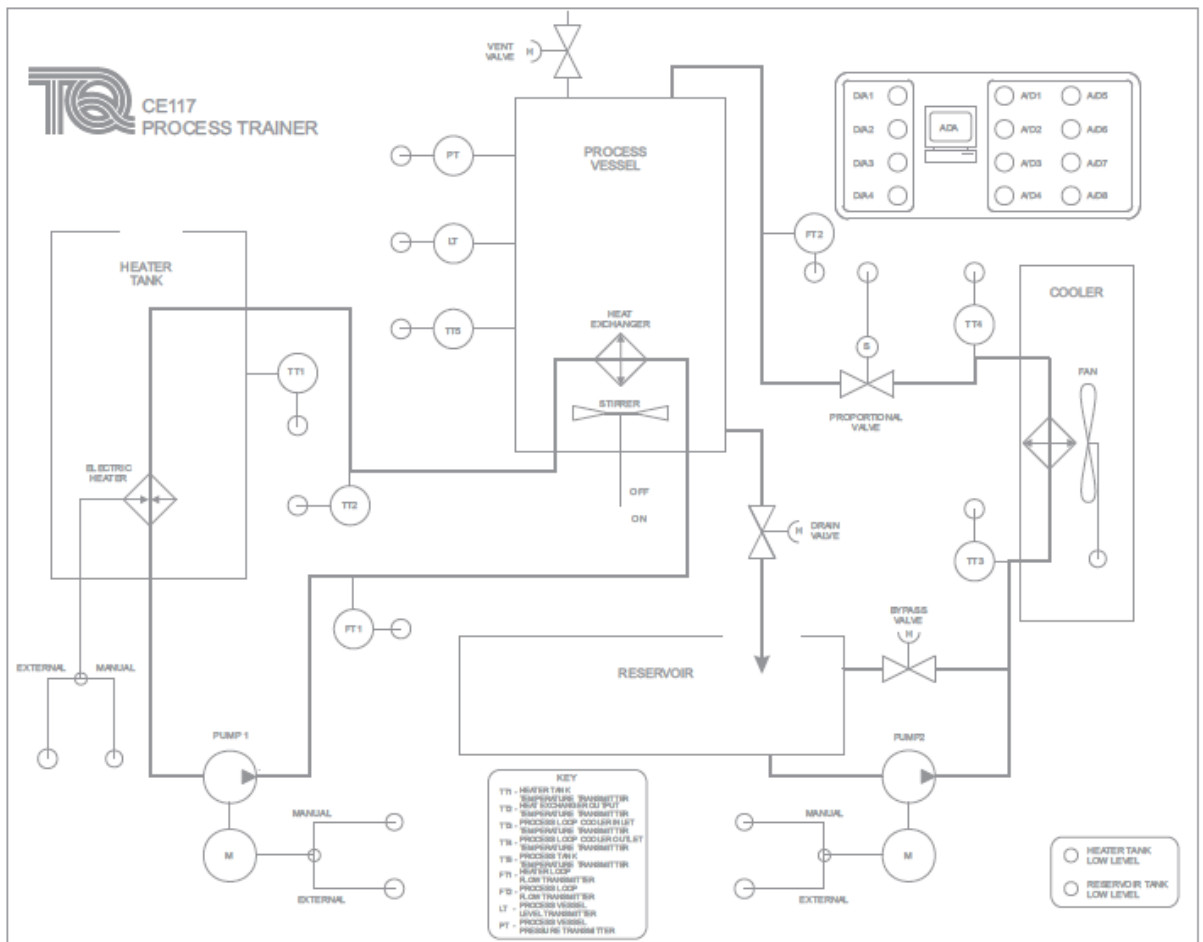 VENT
VALVE
H
TQ
CE117
PROCESS TRAINER
PROCESS
VESSEL
PT
LT
TT5
D/A1
D/A2
D/A3
D/A4
ADA
A/D1
A/D2
A/D3
A/D4
A/D5
A/D6
A/D7
A/D8
FT2
HEATER
TANK
TT1
ELECTRIC
HEATER
TT2
HEAT
EXCHANGER
STIRRER
OFF
ON
S
PROPORTIONAL
VALVE
TT4
COOLER
FAN
TT3
H
DRAIN
VALVE
BYPASS
VALVE
H
FT1
EXTERNAL
MANUAL
RESERVOIR
PUMP 1
PUMP2
MANUAL
M
EXTERNAL
KEY
TT1 - HEATER TANK
TEMPERATURE TRANSMITTER
TT2 - HEAT EXCHANGER OUTPUT
TEMPERATURE TRANSMITTER
TT3 - PROCESS LOOP COOLER INLET
TEMPERATURE TRANSMITTER
TT4 - PROCESS LOOP COOLER OUTLET
TEMPERATURE TRANSMITTER
TT5 - PROCESS TANK
TEMPERATURE TRANSMITTER
FT1 - HEATER LOOP
FLOW TRANSMITTER
FT2 - PROCESS LOOP
FLOW TRANSMITTER
LT - PROCESS VESSEL
LEVEL TRANSMITTER
PT - PROCESS VESSEL
PRESSURE TRANSMITTER
MANUAL
M
EXTERNAL
HEATER TANK
LOW LEVEL
RESERVOIR TANK
LOW LEVEL